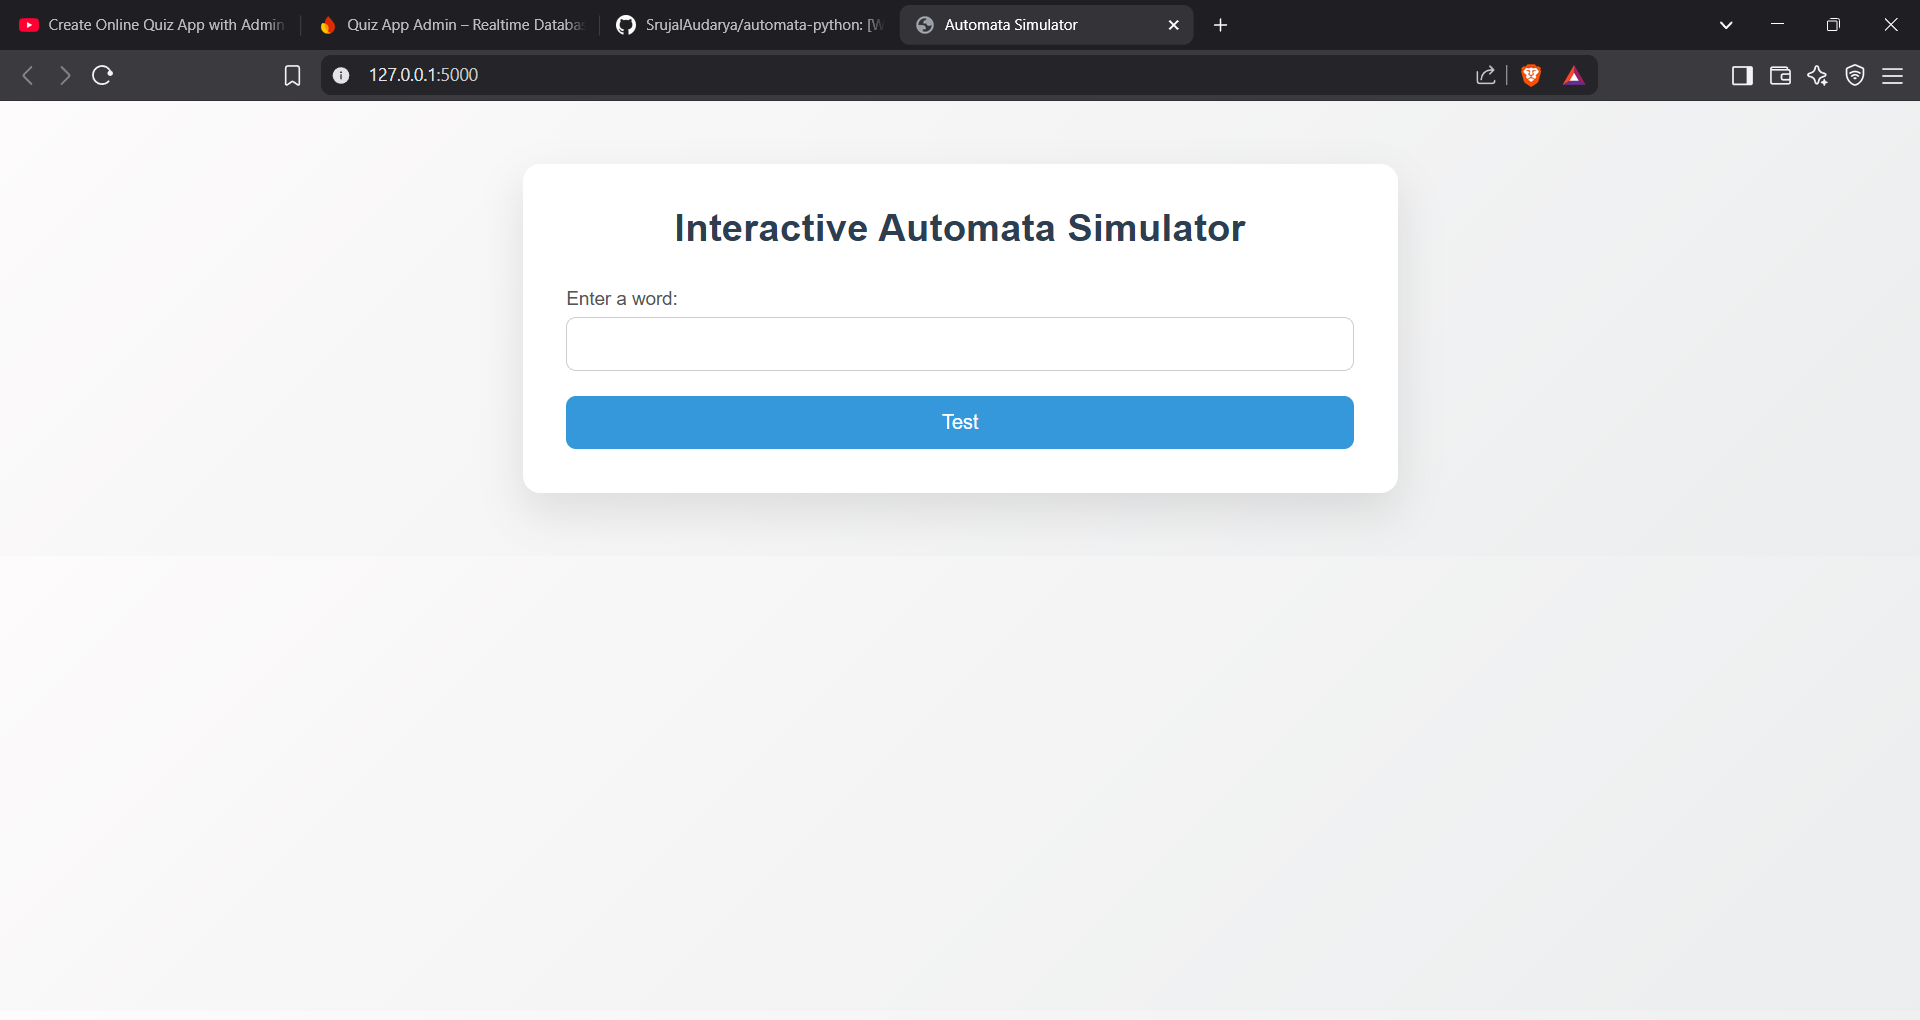 Create Online Quiz App with Admin
Quiz App Admin – Realtime Databas
SrujalAudarya/automata-python: [W
Automata Simulator
127.0.0.1:5000
Interactive Automata Simulator
Enter a word:
Test